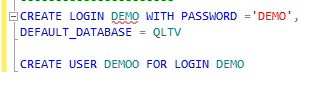 CREATE LOGIN DEMO WITH PASSWORD ='DEMO',
DEFAULT_DATABASE = QLTV
CREATE USER DEMOO FOR LOGIN DEMO